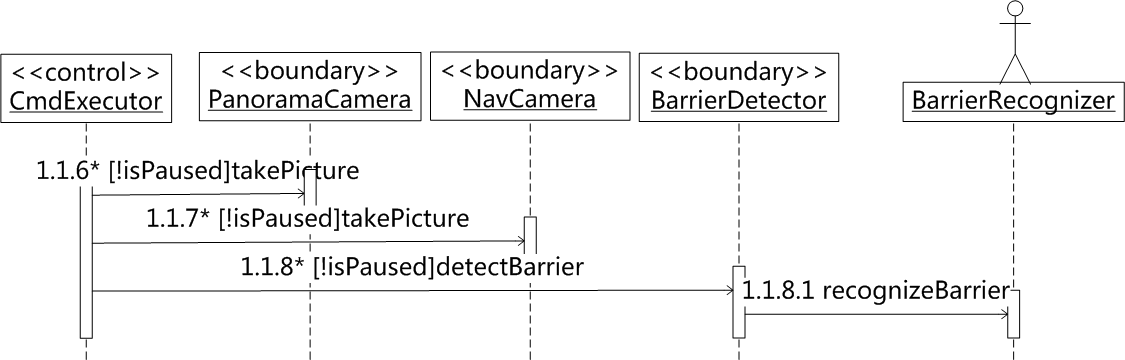 <<control>>
CmdExecutor
<<boundary>>
PanoramaCamera
<<boundary>>
NavCamera
<<boundary>>
BarrierDetector
BarrierRecognizer
1.1.6* [!isPaused]takePicture
1.1.7* [!isPaused]takePicture
1.1.8* [!isPaused]detectBarrier
1.1.8.1 recognizeBarrier